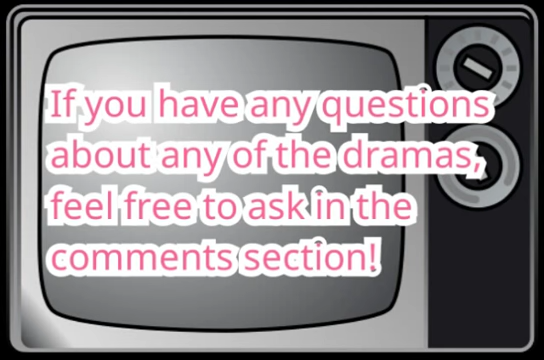 If you have any questions
about any of the dramas,
feel free to ask in the
comments section!